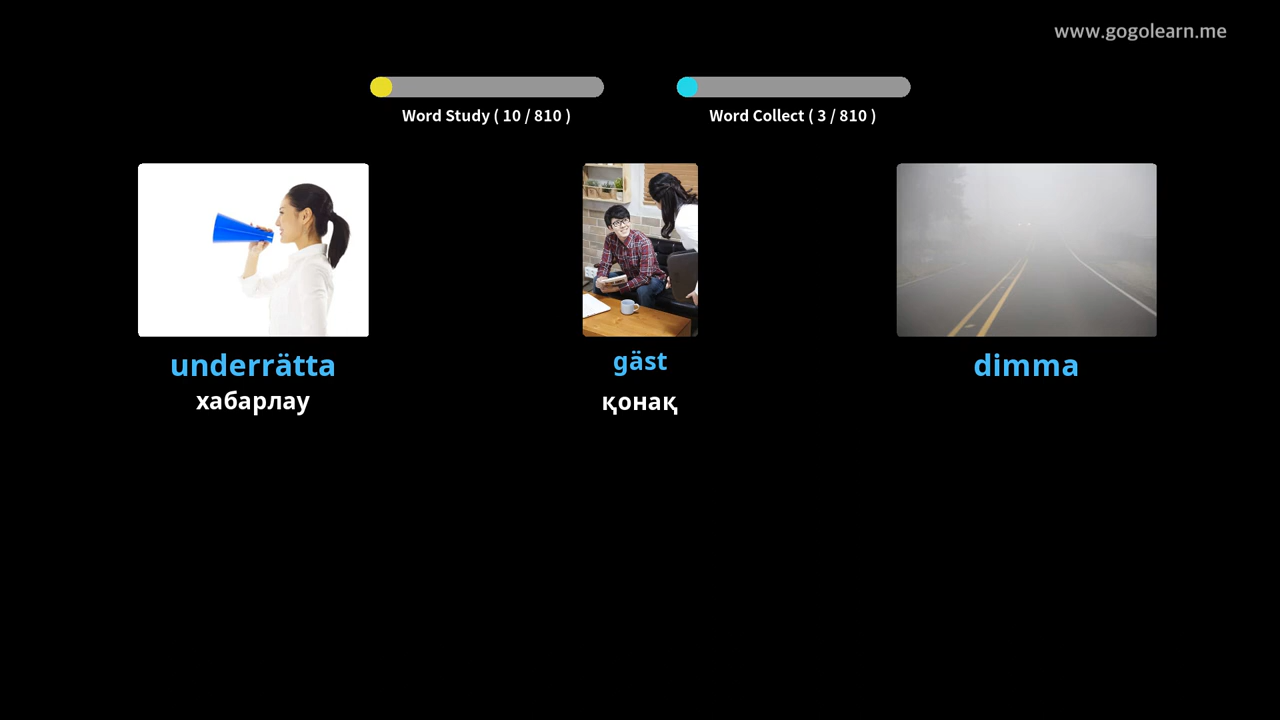 www.gogolearn.me
Word Study ( 10 / 810 )
Word Collect ( 3 / 810 )
underrätta
хабарлау
gäst
қонақ
dimma